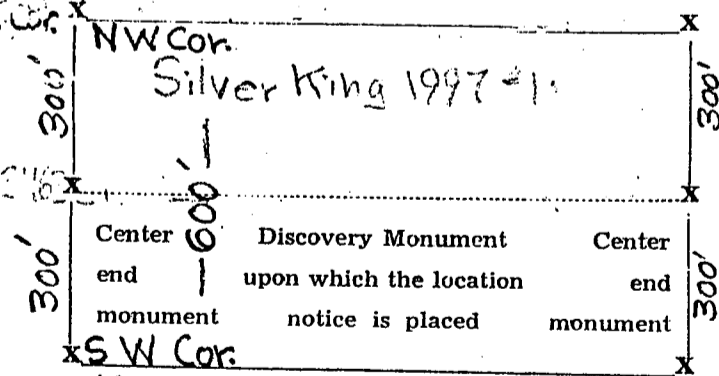 Cor. X X
NW Cor.
Silver King 1997 #1
300' 300'
X X
600'
Center Discovery Monument Center
end upon which the location end
monument notice is placed monument
300' 300'
X S W Cor. X